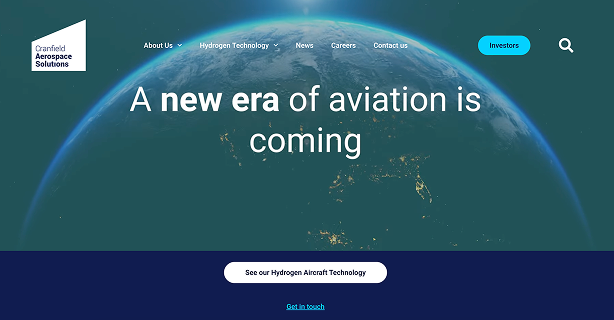 Cranfield
Aerospace
Solutions
About Us
Hydrogen Technology
News
Careers
Contact us
Investors
A new era of aviation is
coming
See our Hydrogen Aircraft Technology
Get in touch